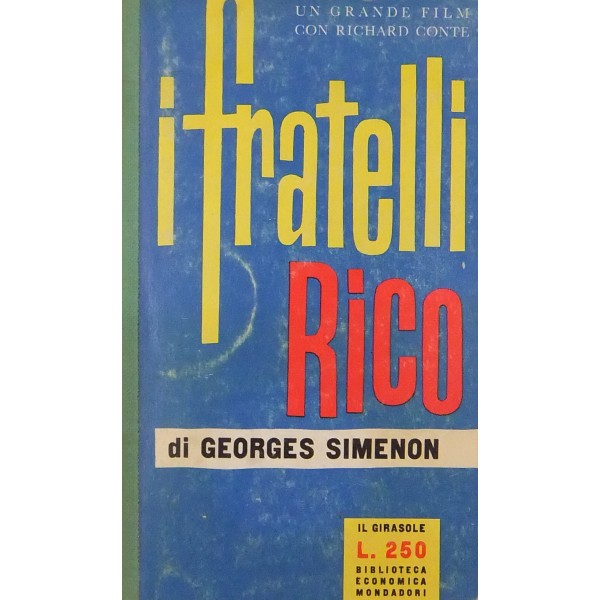 UN GRANDE FILM
CON RICHARD CONTE
i fratelli
RiCO
di GEORGES SIMENON
IL GIRASOLE
L. 250
BIBLIOTECA
ECONOMICA
MONDADORI